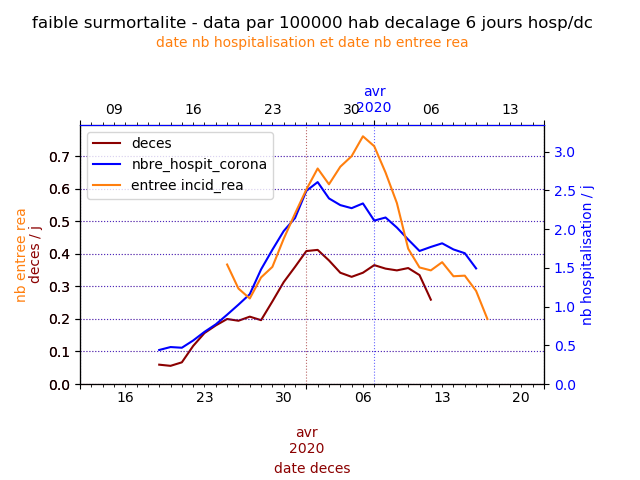 faible surmortalite - data par 100000 hab decalage 6 jours hosp/dc
date nb hospitalisation et date nb entree rea
avr
2020
09 16 23 30 06 13
deces
nbre_hospit_corona
entree incid_rea
0.7
0.6
0.5
0.4
0.3
0.2
0.1
0.0
nb entree rea
deces / j
3.0
2.5
2.0
1.5
1.0
0.5
0.0
nb hospitalisation / j
16 23 30 06 13 20
avr
2020
date deces